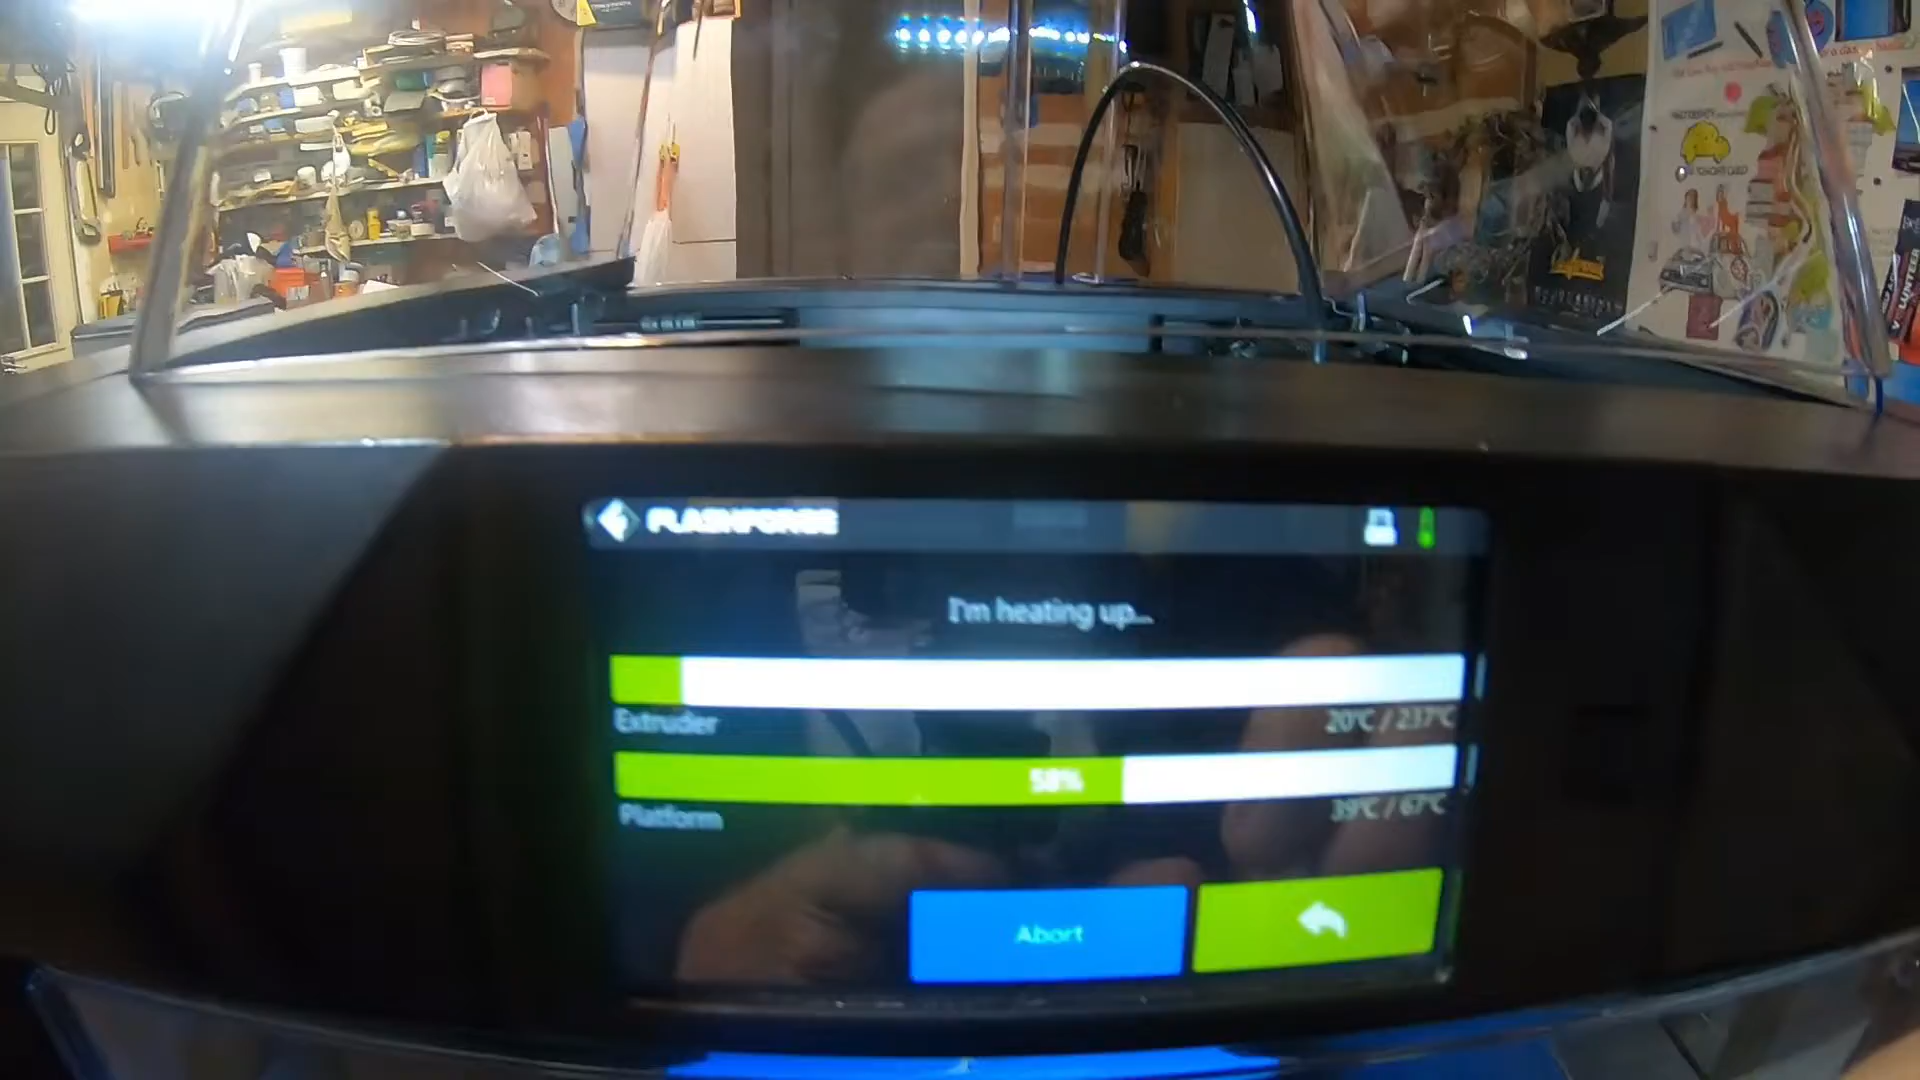 FLASHFORGE
I'm heating up...
Extruder
20℃ / 237℃
58%
Platform
39℃ / 67℃
Abort